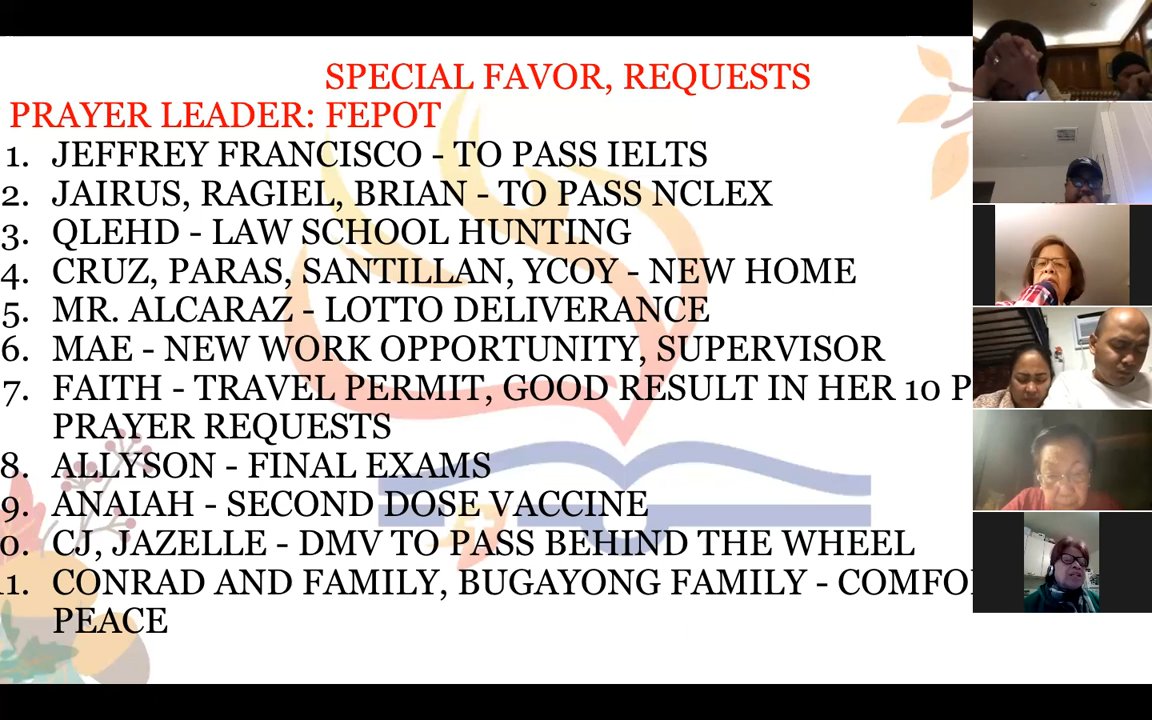 SPECIAL FAVOR, REQUESTS
PRAYER LEADER: FEPOT
1. JEFFREY FRANCISCO - TO PASS IELTS
2. JAIRUS, RAGIEL, BRIAN - TO PASS NCLEX
3. QLEHD - LAW SCHOOL HUNTING
4. CRUZ, PARAS, SANTILLAN, YCOY - NEW HOME
5. MR. ALCARAZ - LOTTO DELIVERANCE
6. MAE - NEW WORK OPPORTUNITY, SUPERVISOR
7. FAITH - TRAVEL PERMIT, GOOD RESULT IN HER 10
PRAYER REQUESTS
8. ALLYSON - FINAL EXAMS
9. ANAIAH - SECOND DOSE VACCINE
0. CJ, JAZELLE - DMV TO PASS BEHIND THE WHEEL
11. CONRAD AND FAMILY, BUGAYONG FAMILY -
PEACE